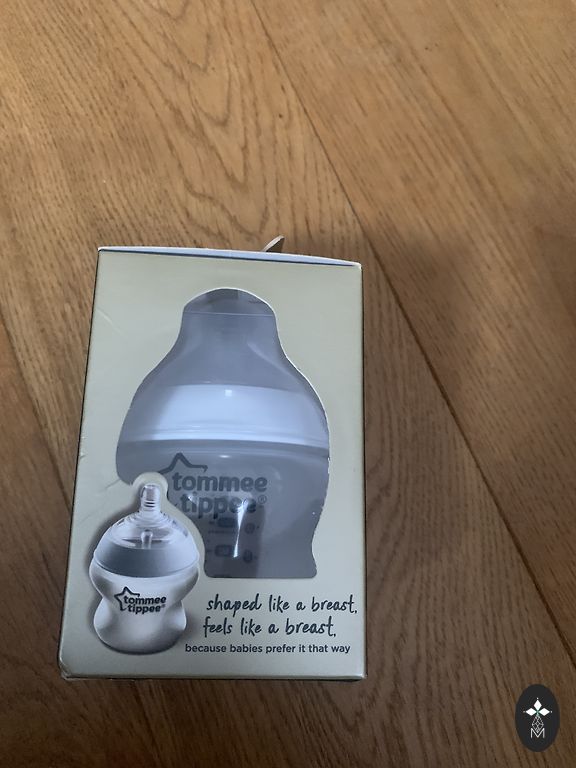 tommee
tippee®
tommee
tippee®
shaped like a breast,
feels like a breast,
because babies prefer it that way
M